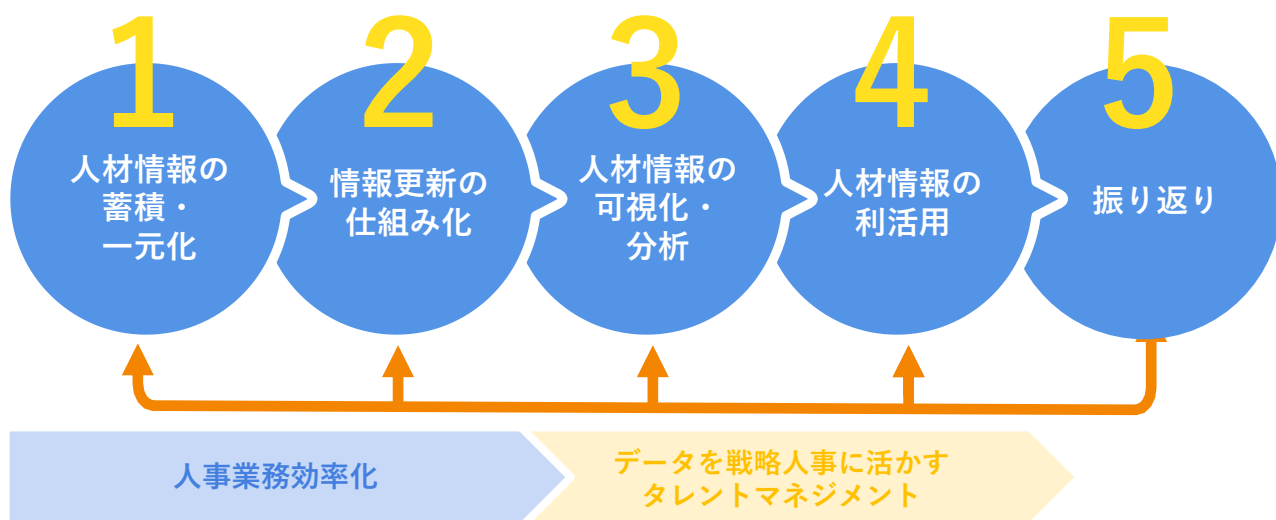 1
人材情報の
蓄積・
一元化
2
情報更新の
仕組み化
3
人材情報の
可視化・
分析
4
人材情報の
利活用
5
振り返り
人事業務効率化
データを戦略人事に活かす
タレントマネジメント